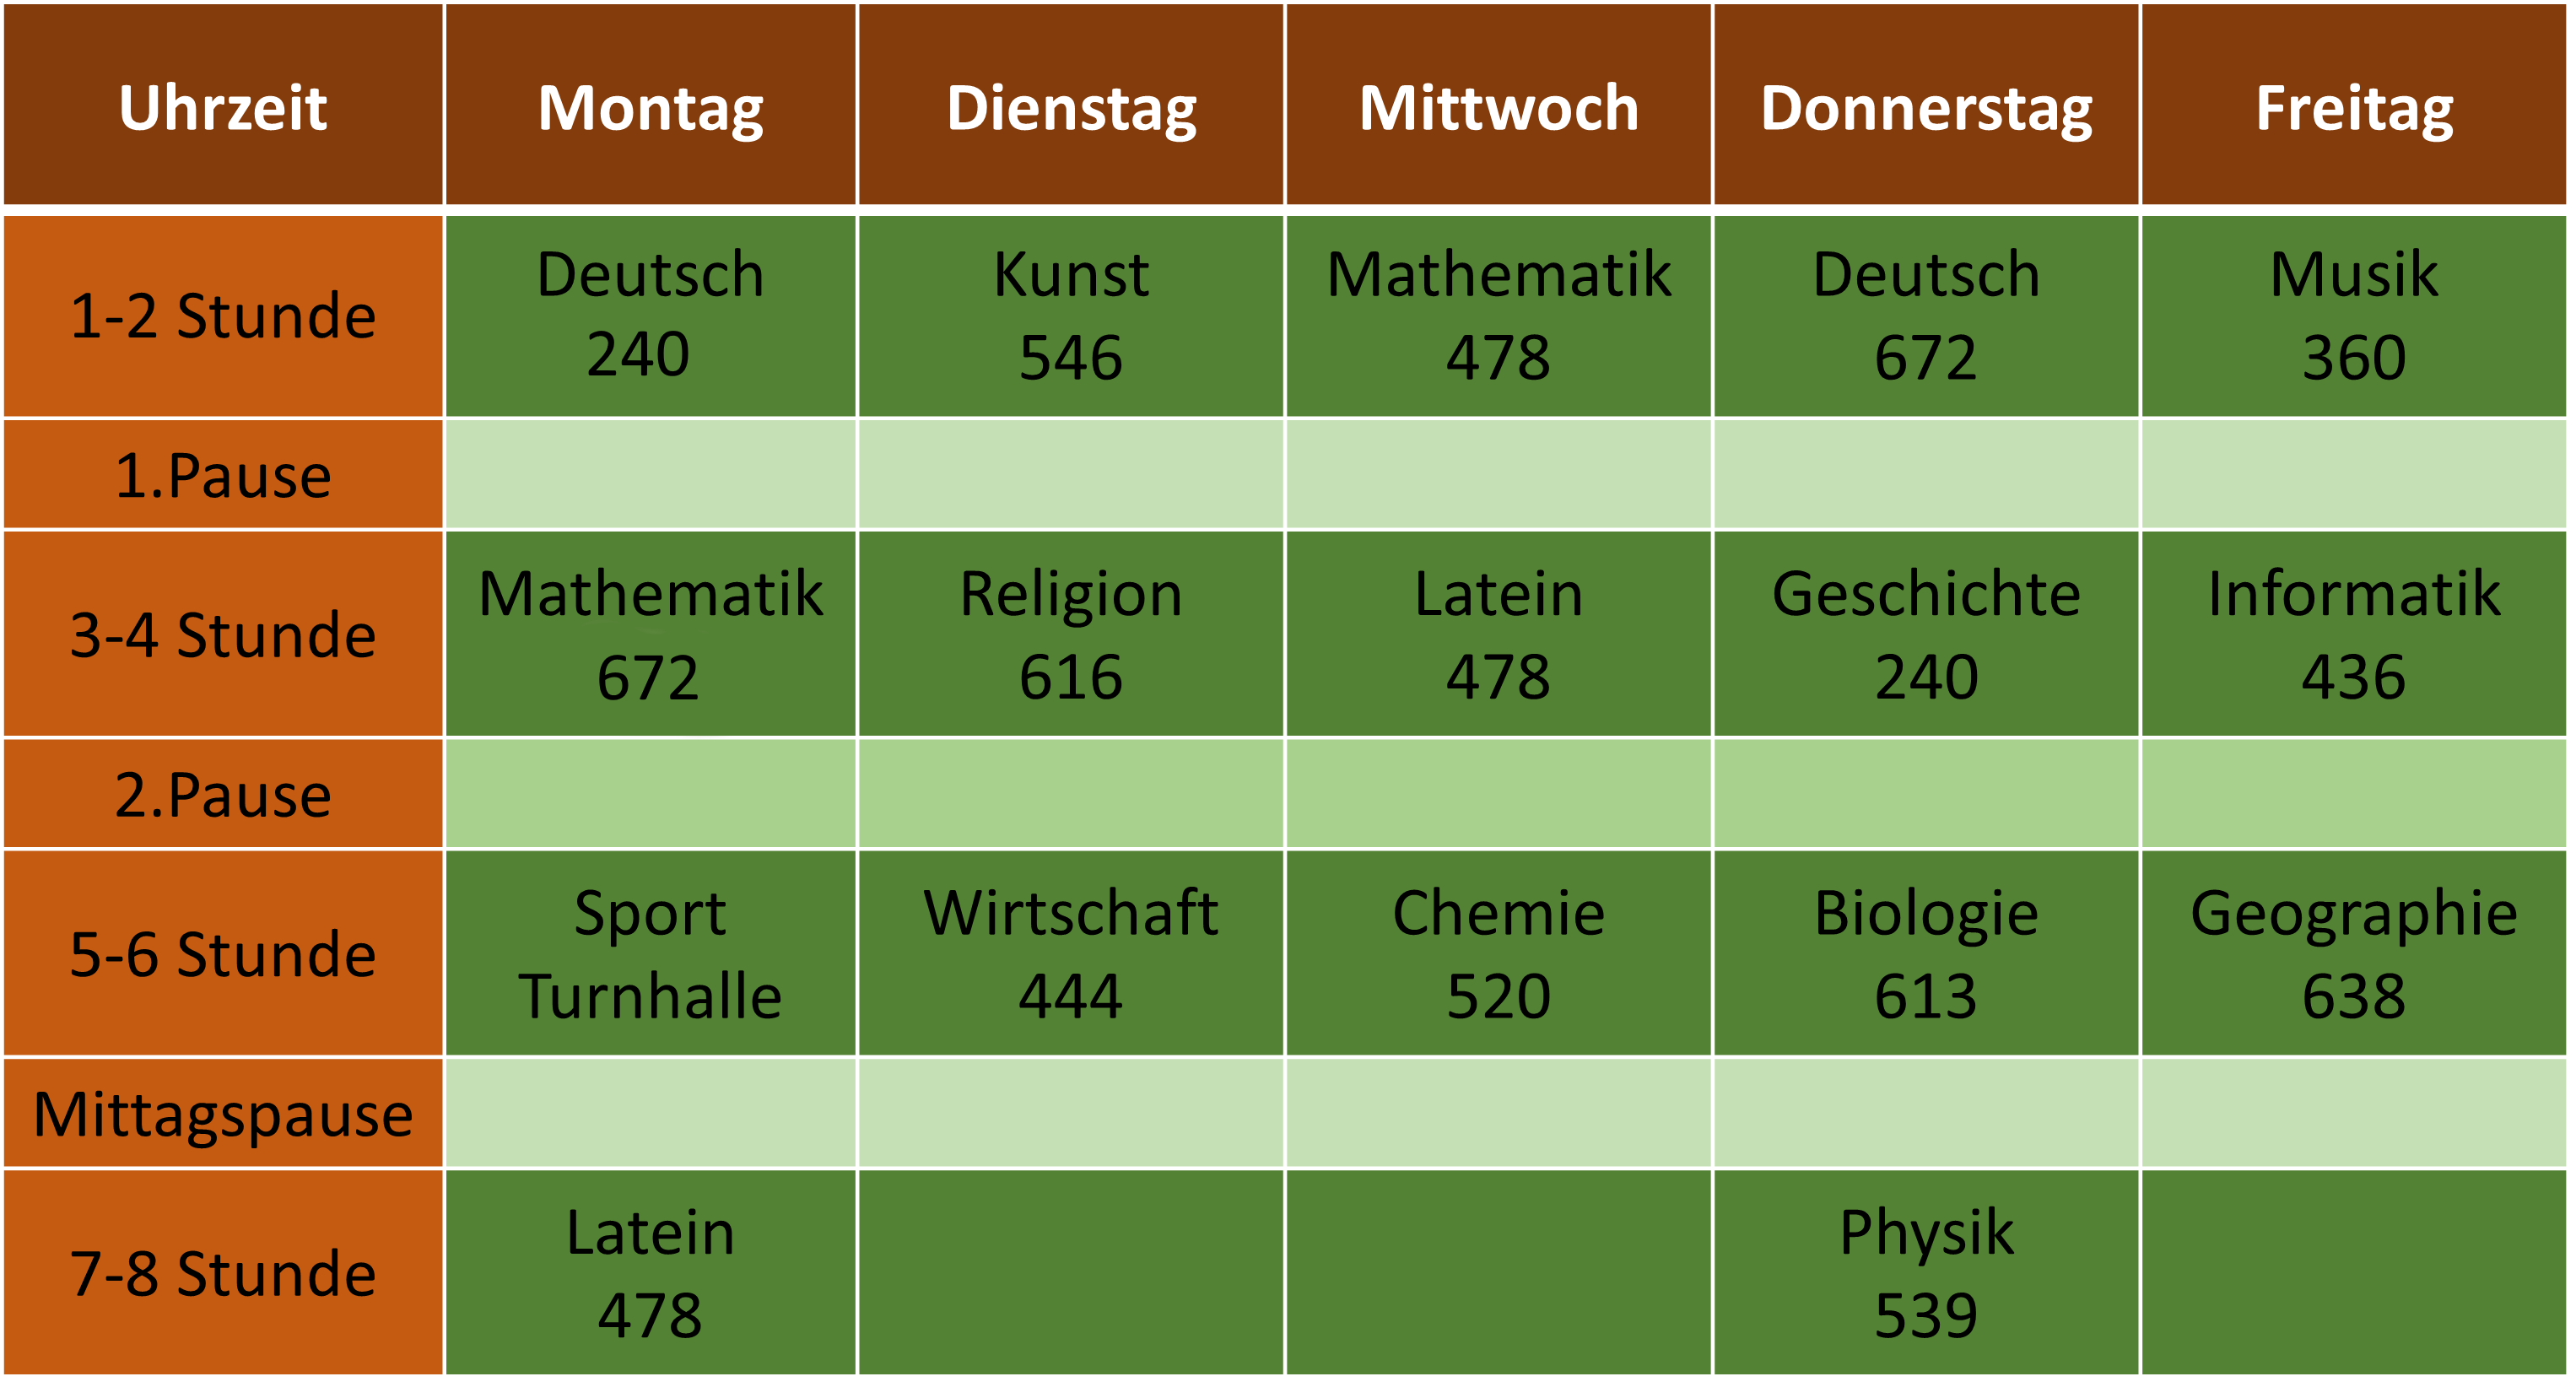 Uhrzeit Montag Dienstag Mittwoch Donnerstag Freitag
1-2 Stunde
Deutsch
240
Kunst
546
Mathematik
478
Deutsch
672
Musik
360
1.Pause
3-4 Stunde
Mathematik
672
Religion
616
Latein
478
Geschichte
240
Informatik
436
2.Pause
5-6 Stunde
Sport
Turnhalle
Wirtschaft
444
Chemie
520
Biologie
613
Geographie
638
Mittagspause
7-8 Stunde
Latein
478
Physik
539